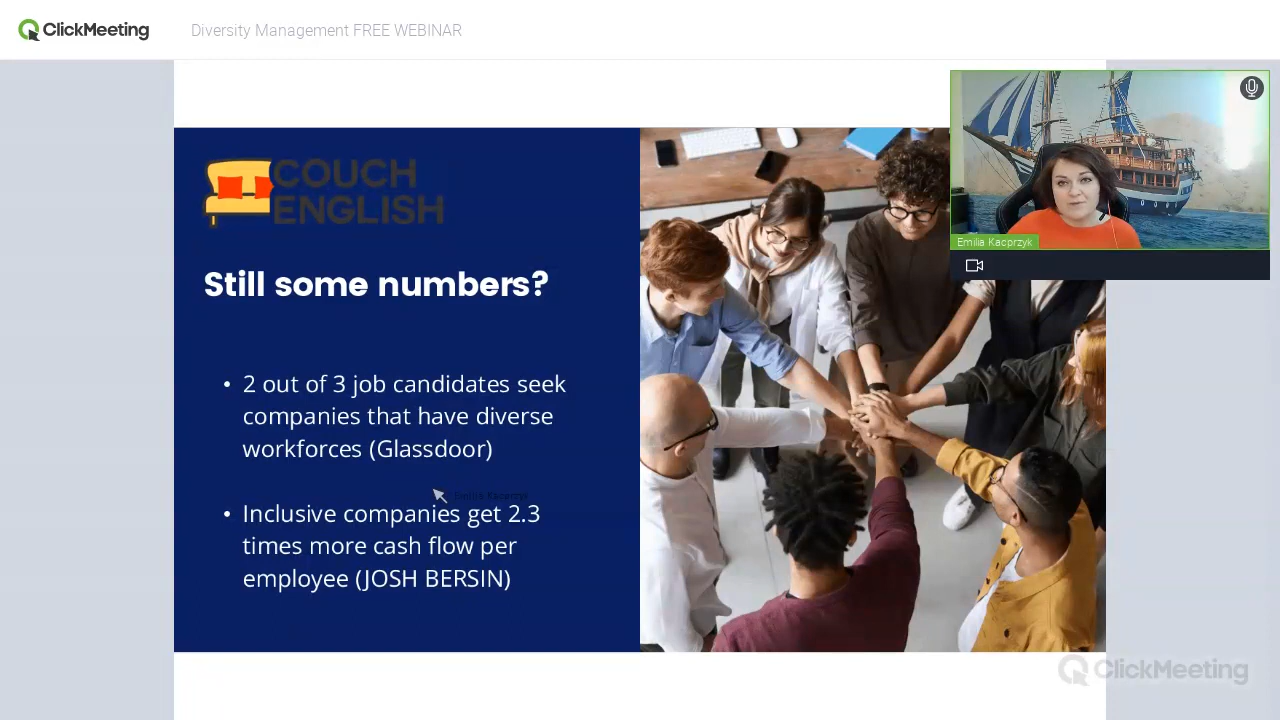 ClickMeeting
Diversity Management FREE WEBINAR
COUCH
ENGLISH
Emilia Kacprzyk
Still some numbers?
• 2 out of 3 job candidates seek
companies that have diverse
workforces (Glassdoor)
Emilia Kacprzyk
• Inclusive companies get 2.3
times more cash flow per
employee (JOSH BERSIN)
ClickMeeting